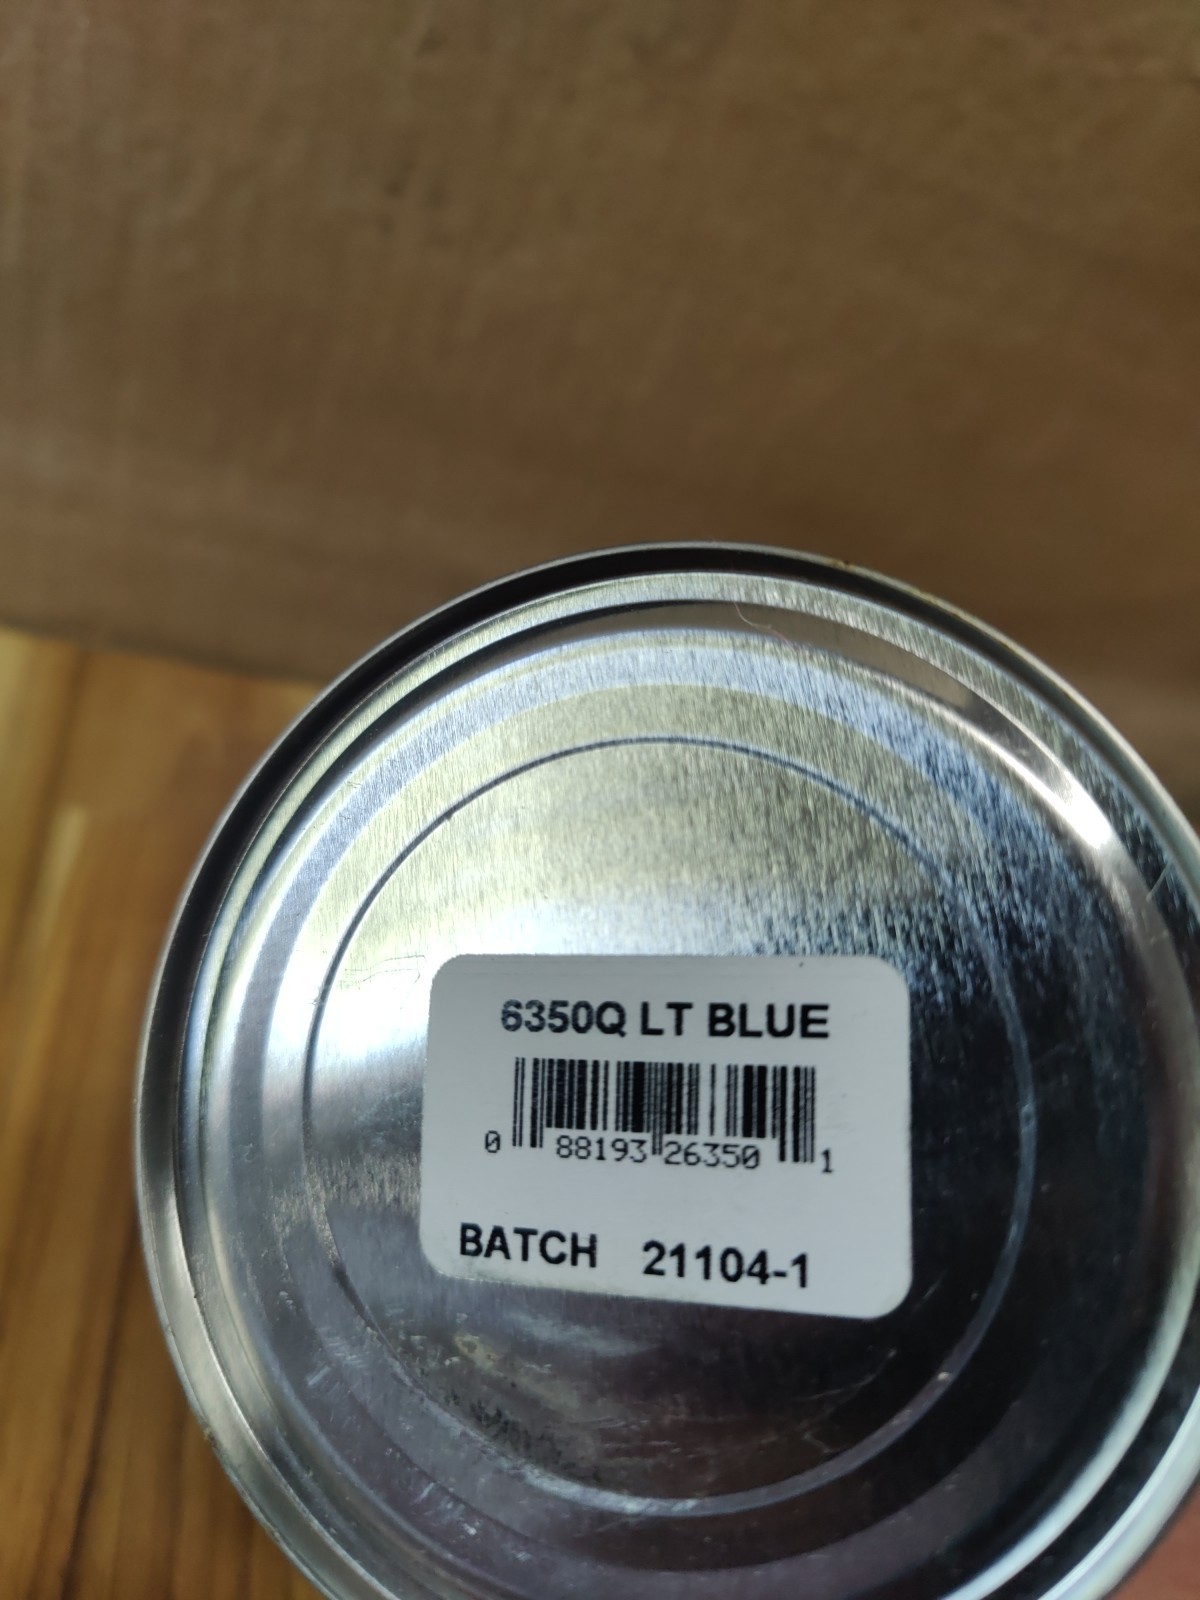 6350Q LT BLUE
0 88193 26350 1
BATCH 21104-1